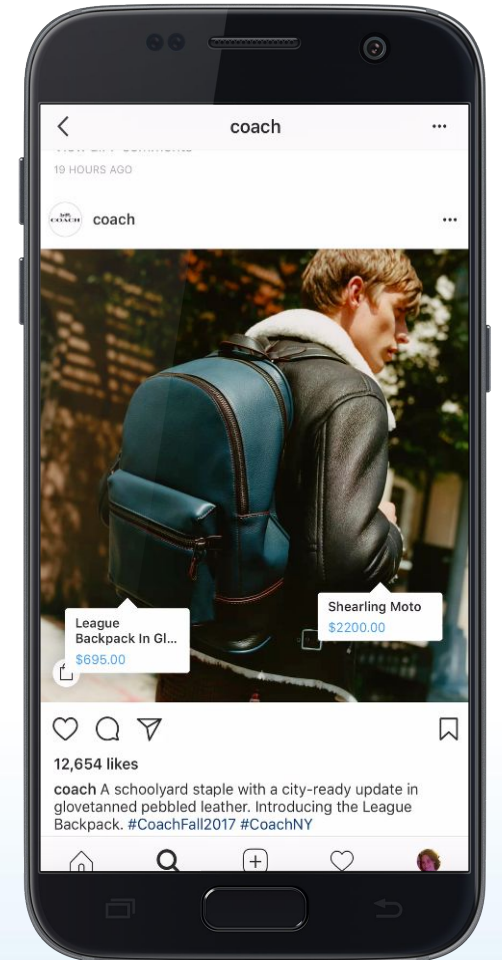 coach
19 HOURS AGO
COACH
coach
League
Backpack In Gl...
$695.00
Shearling Moto
$2200.00
12,654 likes
coach A schoolyard staple with a city-ready update in
glovetanned pebbled leather. Introducing the League
Backpack. #CoachFall2017 #CoachNY